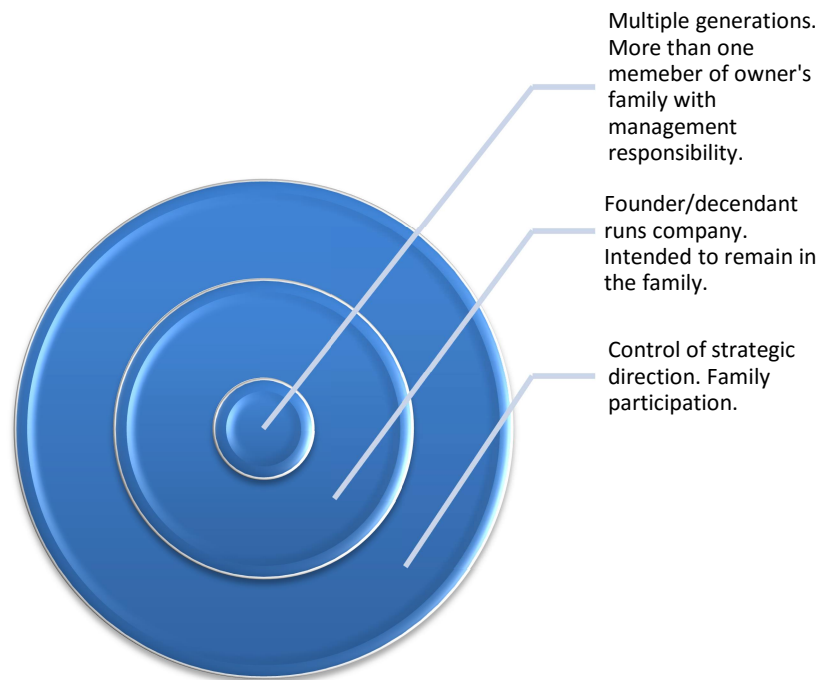 Multiple generations.
More than one
memeber of owner's
family with
management
responsibility.
Founder/decendant
runs company.
Intended to remain in
the family.
Control of strategic
direction. Family
participation.